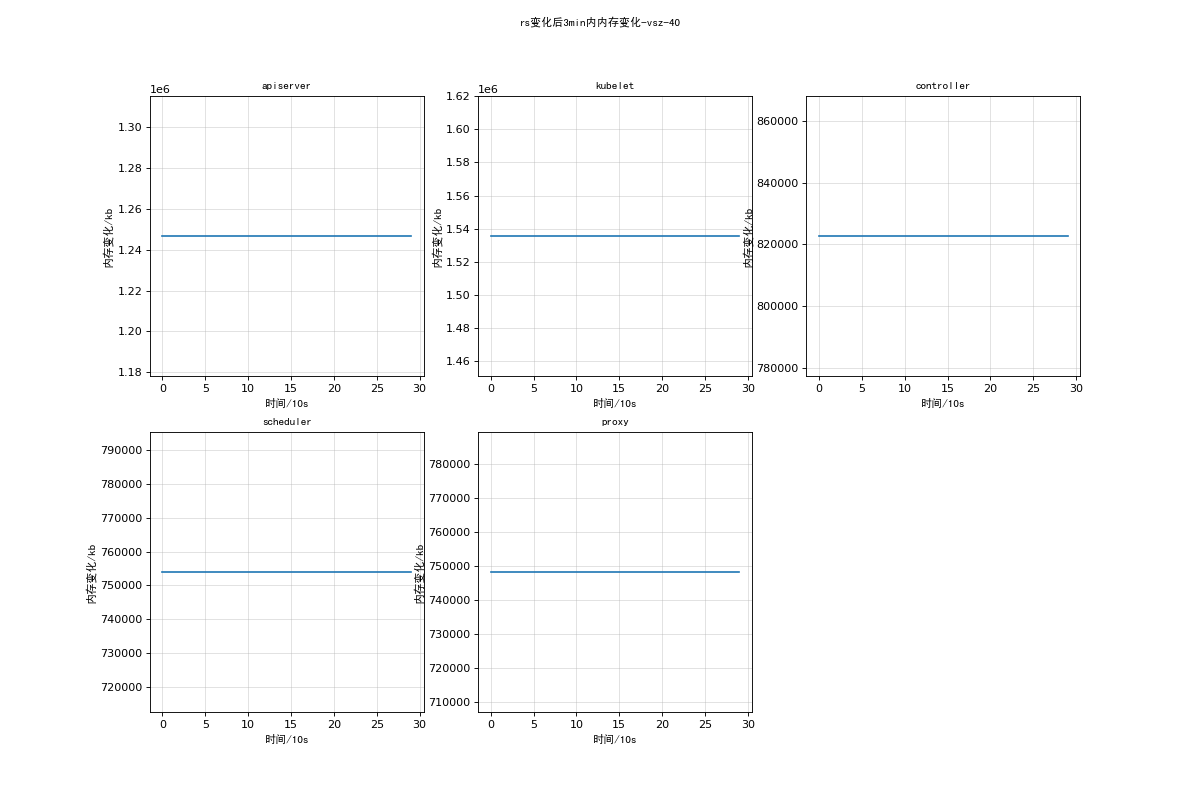 rs变化后3min内内存变化-vsz-40
apiserver
1e6
1.30
1.28
1.26
1.24
1.22
1.20
1.18
内存变化/kb
0 5 10 15 20 25 30
时间/10s
kubelet
1e6
1.62
1.60
1.58
1.56
1.54
1.52
1.50
1.48
1.46
内存变化/kb
0 5 10 15 20 25 30
时间/10s
controller
860000
840000
820000
800000
780000
内存变化/kb
0 5 10 15 20 25 30
时间/10s
scheduler
790000
780000
770000
760000
750000
740000
730000
720000
内存变化/kb
0 5 10 15 20 25 30
时间/10s
proxy
780000
770000
760000
750000
740000
730000
720000
710000
内存变化/kb
0 5 10 15 20 25 30
时间/10s